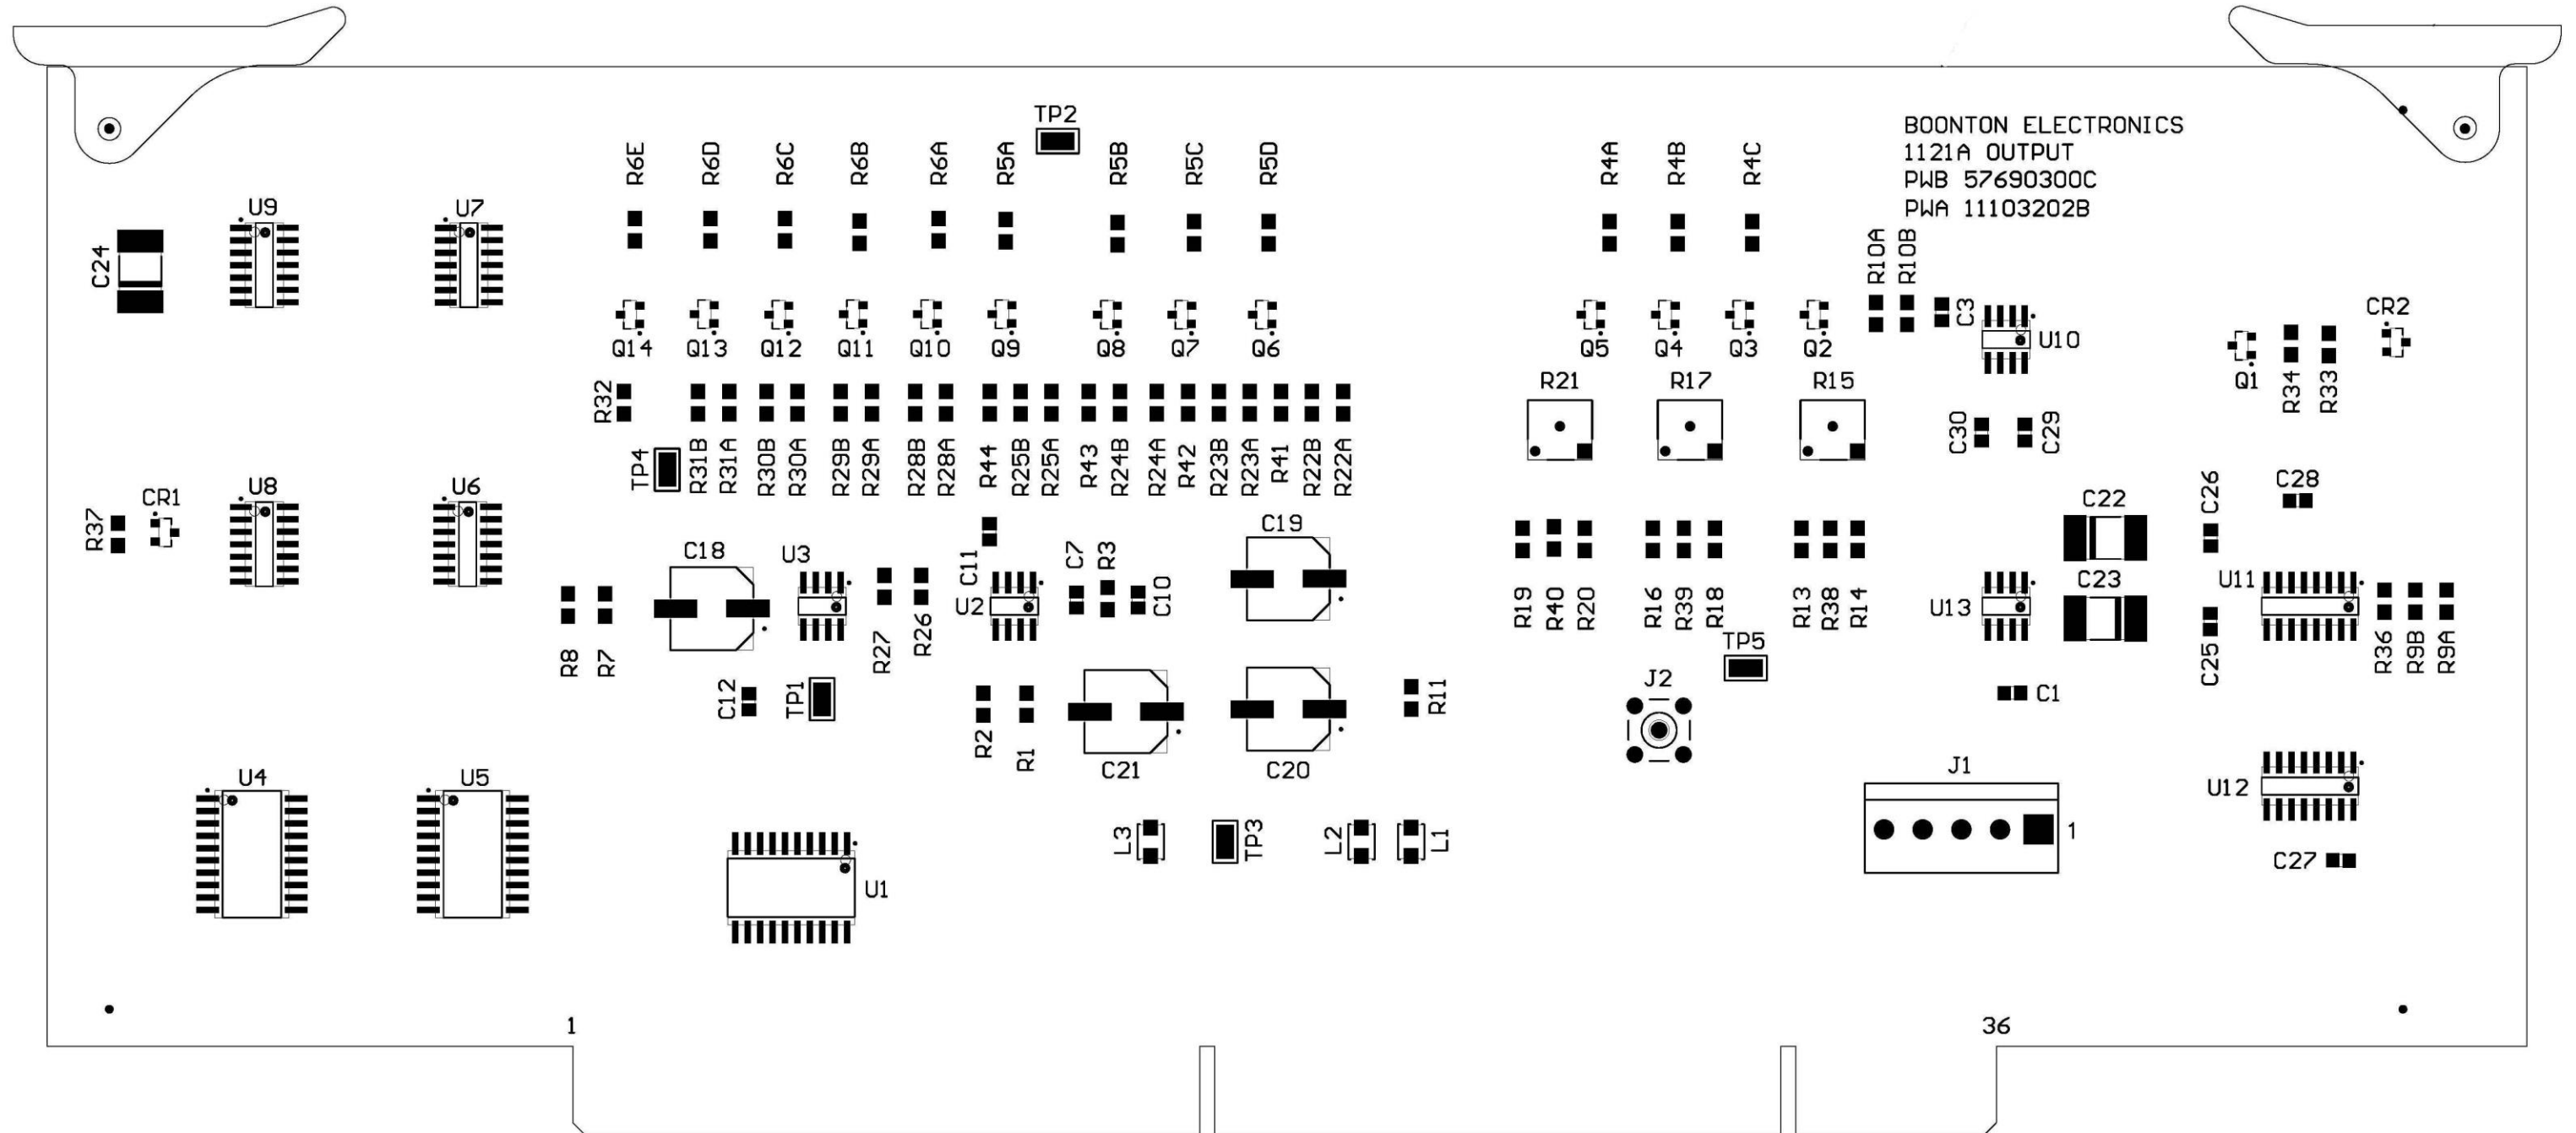 TP2
BOONTON ELECTRONICS
1121A OUTPUT
PWB 57690300C
PWA 11103202B
R6E R6D R6C R6B R6A R5A R5B R5C R5D R4A R4B R4C
U9 U7
C24
R10A R10B C3
U10
CR2
Q14 Q13 Q12 Q11 Q10 Q9 Q8 Q7 Q6 Q5 Q4 Q3 Q2
Q1 R34 R33
R32
R21 R17 R15
C30 C29
TP4 R31B R31A R30B R30A R29B R29A R28B R28A R44 R25B R25A R43 R24B R24A R42 R23B R23A R41 R22B R22A
U8 U6
R37 CR1
C26 C28
C22
C19
C18 U3 C11 C7 R3
C23 U11
U2 C10
R19 R40 R20 R16 R39 R18 R13 R38 R14
U13
R8 R7 R27 R26
TP5
C25 R36 R9B R9A
C12 TP1
J2
R11
C1
R2 R1
C21 C20
J1
U4 U5
U12
L3 TP3 L2 L1
1
C27
U1
1 36